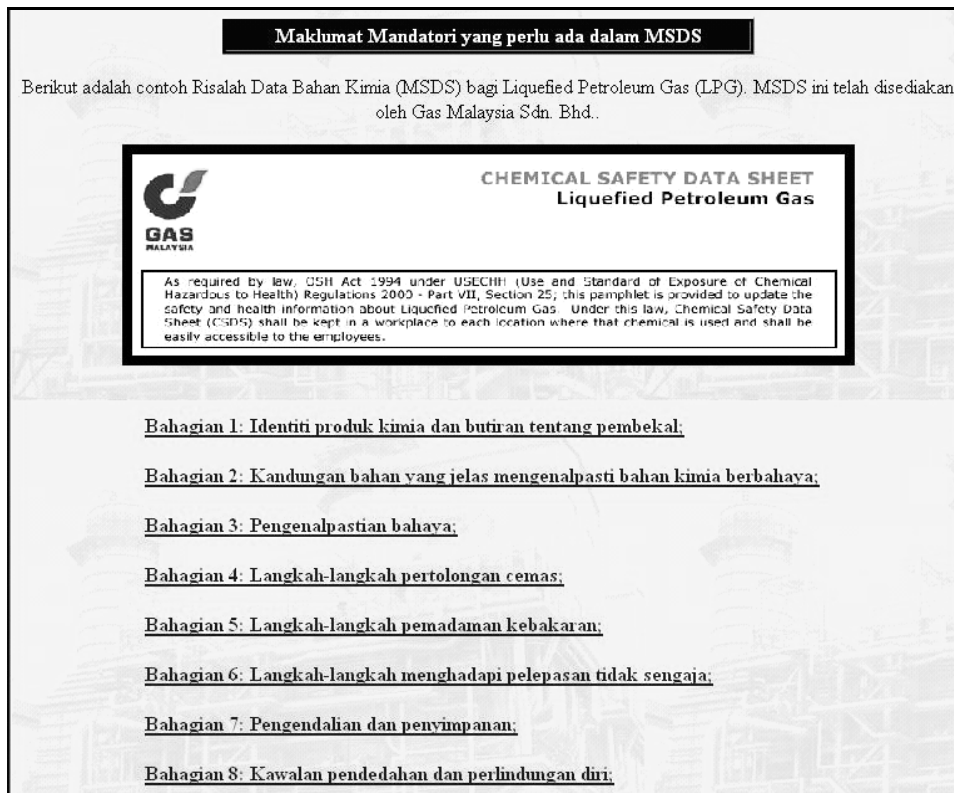 Maklumat Mandatori yang perlu ada dalam MSDS
Berikut adalah contoh Risalah Data Bahan Kimia (MSDS) bagi Liquefied Petroleum Gas (LPG). MSDS ini telah disediakan
oleh Gas Malaysia Sdn. Bhd..
GAS
MALAYSIA
CHEMICAL SAFETY DATA SHEET
Liquefied Petroleum Gas
As required by law, OSH Act 1994 under USECHH (Use and Standard of Exposure of Chemical
Hazardous to Health) Regulations 2000 - Part VII, Section 25; this pamphlet is provided to update the
safety and health information about Liquefied Petroleum Gas. Under this law, Chemical Safety Data
Sheet (CSDS) shall be kept in a workplace to each location where that chemical is used and shall be
easily accessible to the employees.
Bahagian 1: Identiti produk kimia dan butiran tentang pembekal;
Bahagian 2: Kandungan bahan yang jelas mengenalpasti bahan kimia berbahaya;
Bahagian 3: Pengenalpastian bahaya;
Bahagian 4: Langkah-langkah pertolongan cemas;
Bahagian 5: Langkah-langkah pemadaman kebakaran;
Bahagian 6: Langkah-langkah menghadapi pelepasan tidak sengaja;
Bahagian 7: Pengendalian dan penyimpanan;
Bahagian 8: Kawalan pendedahan dan perlindungan diri;